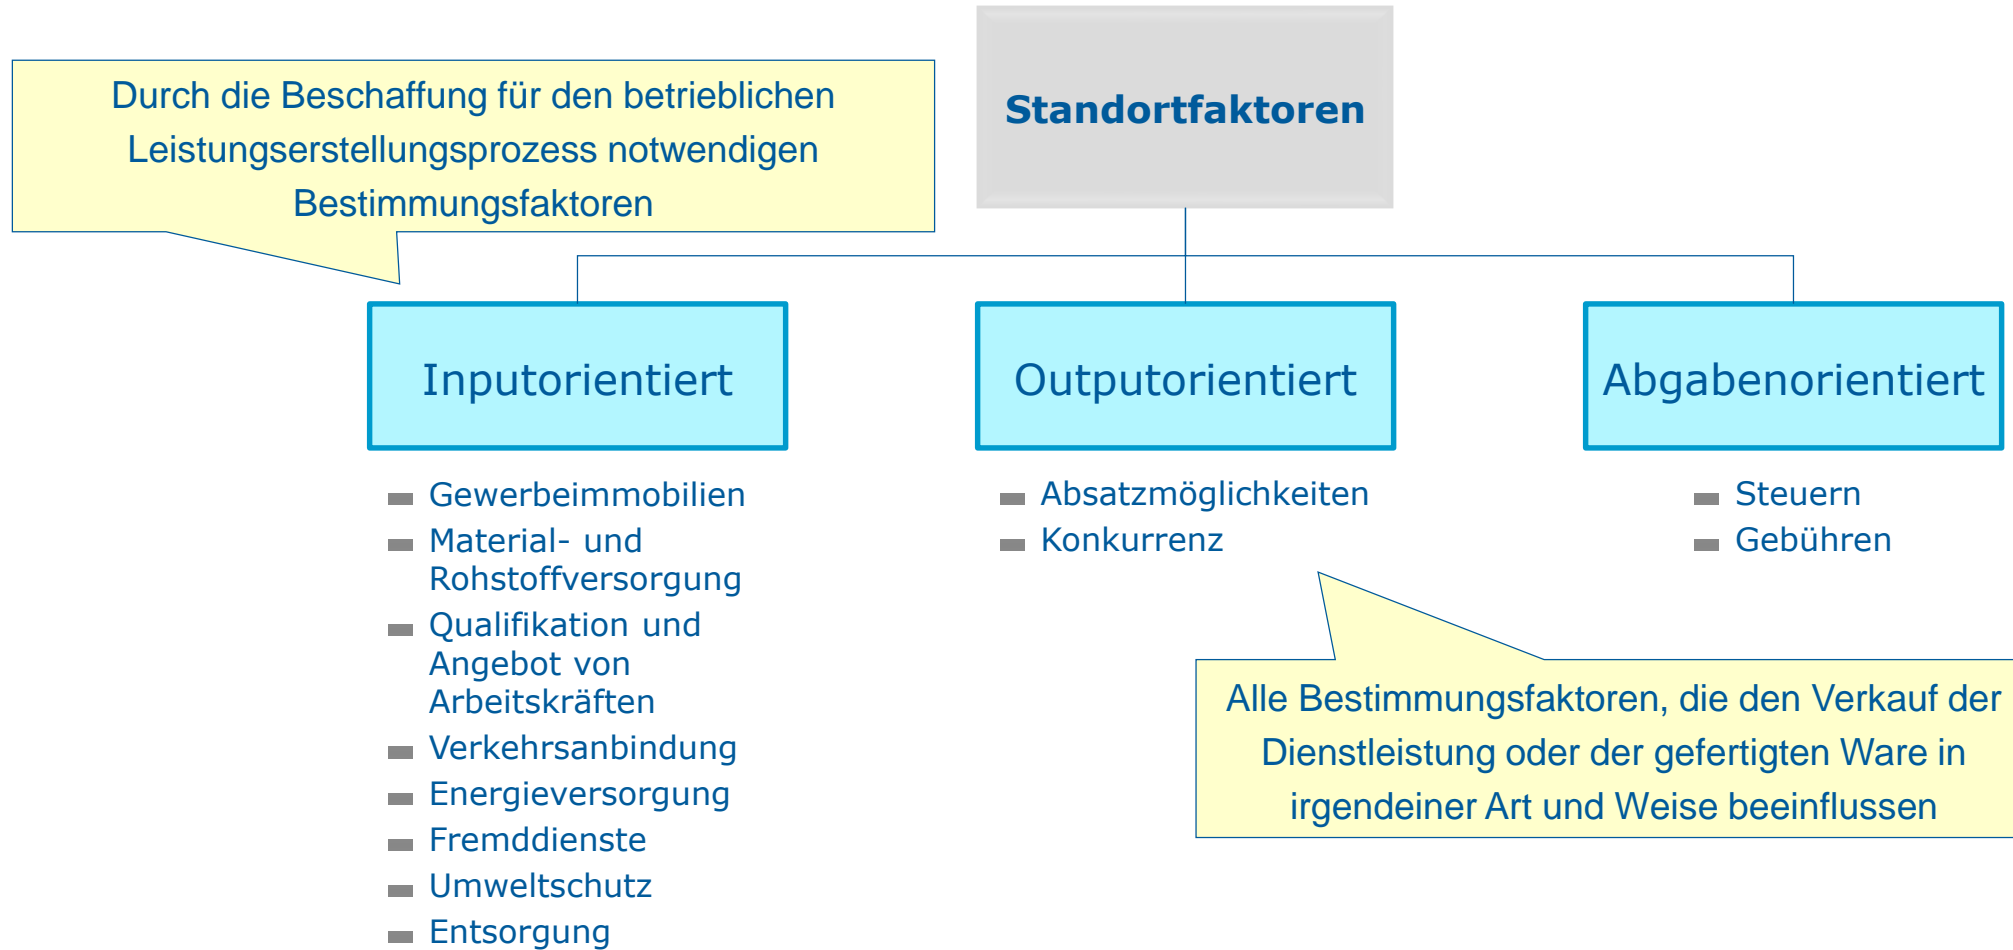 Standortfaktoren
Durch die Beschaffung für den betrieblichen
Leistungserstellungsprozess notwendigen
Bestimmungsfaktoren
Inputorientiert
Gewerbeimmobilien
Material- und
Rohstoffversorgung
Qualifikation und
Angebot von
Arbeitskräften
Verkehrsanbindung
Energieversorgung
Fremddienste
Umweltschutz
Entsorgung
Outputorientiert
Absatzmöglichkeiten
Konkurrenz
Alle Bestimmungsfaktoren, die den Verkauf der
Dienstleistung oder der gefertigten Ware in
irgendeiner Art und Weise beeinflussen
Abgabenorientiert
Steuern
Gebühren